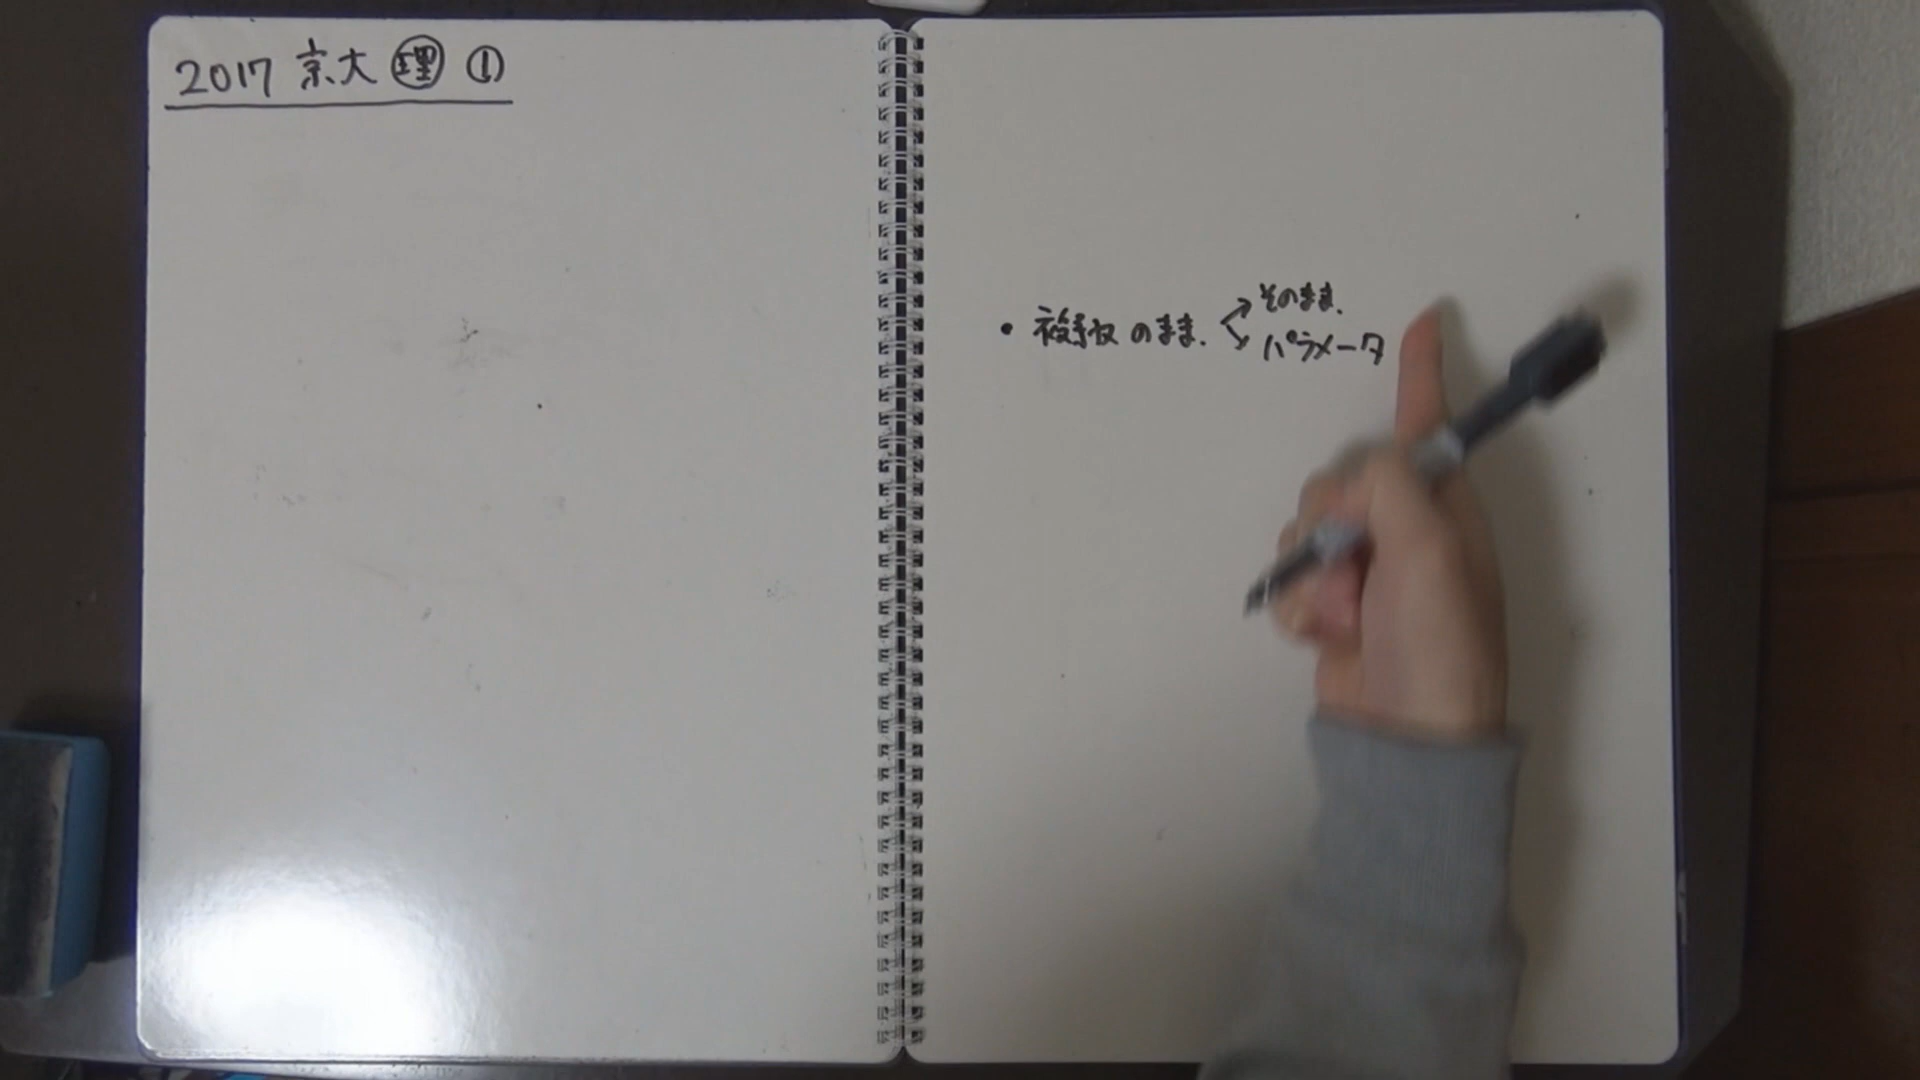 2017 京大 理 ①
• 複素数のまま. そのまま.
パラメータ